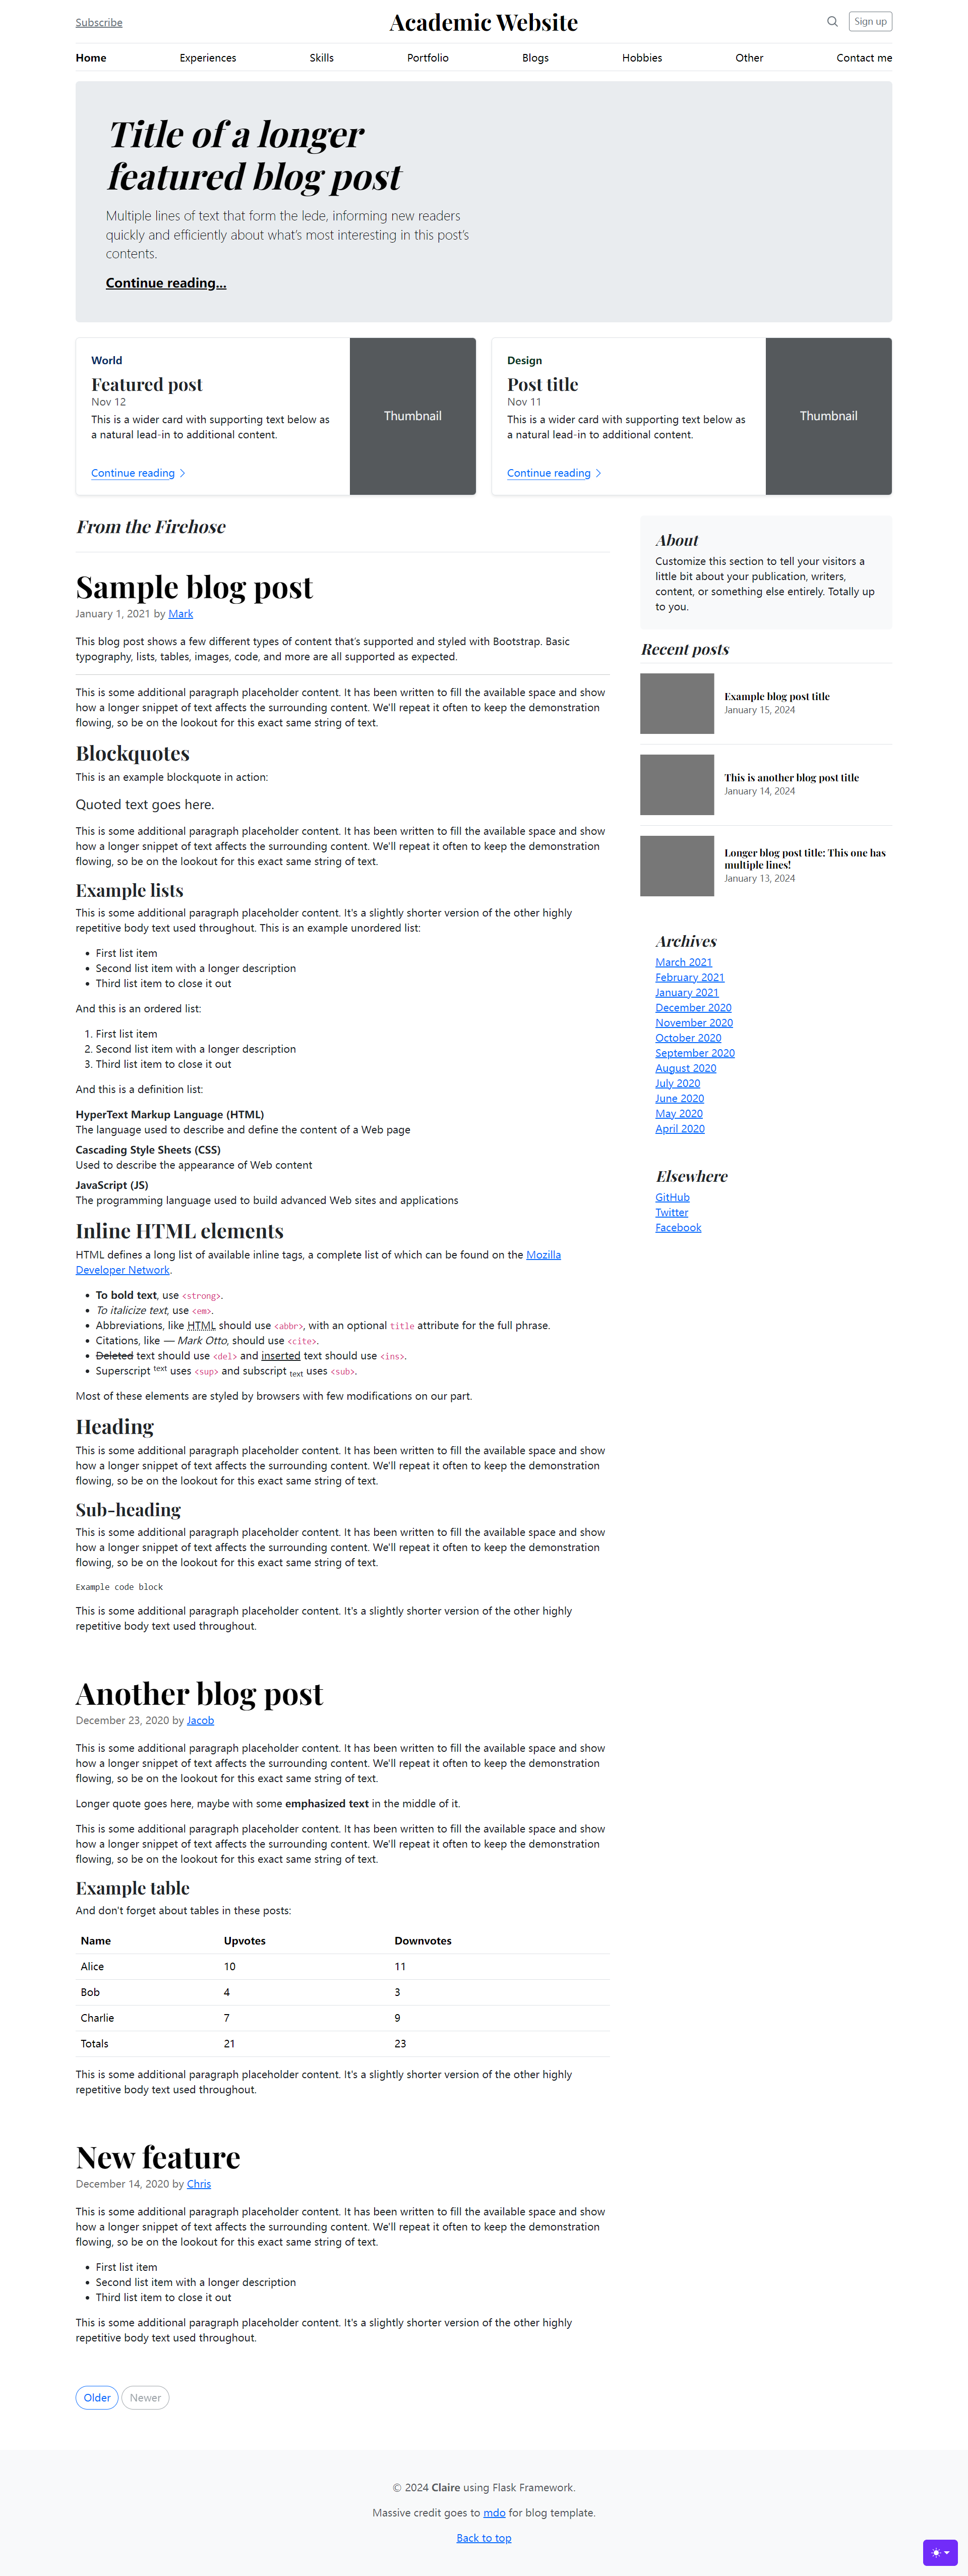 Subscribe
Academic Website
Sign up
Home Experiences Skills Portfolio Blogs Hobbies Other Contact me
Title of a longer
featured blog post
Multiple lines of text that form the lede, informing new readers
quickly and efficiently about what's most interesting in this post's
contents.
Continue reading...
World
Featured post
Nov 12
This is a wider card with supporting text below as
a natural lead-in to additional content.
Continue reading
Thumbnail
Design
Post title
Nov 11
This is a wider card with supporting text below as
a natural lead-in to additional content.
Continue reading
Thumbnail
From the Firehose
Sample blog post
January 1, 2021 by Mark
This blog post shows a few different types of content that's supported and styled with Bootstrap. Basic
typography, lists, tables, images, code, and more are all supported as expected.
This is some additional paragraph placeholder content. It has been written to fill the available space and show
how a longer snippet of text affects the surrounding content. We'll repeat it often to keep the demonstration
flowing, so be on the lookout for this exact same string of text.
Blockquotes
This is an example blockquote in action:
Quoted text goes here.
This is some additional paragraph placeholder content. It has been written to fill the available space and show
how a longer snippet of text affects the surrounding content. We'll repeat it often to keep the demonstration
flowing, so be on the lookout for this exact same string of text.
Example lists
This is some additional paragraph placeholder content. It's a slightly shorter version of the other highly
repetitive body text used throughout. This is an example unordered list:
• First list item
• Second list item with a longer description
• Third list item to close it out
And this is an ordered list:
1. First list item
2. Second list item with a longer description
3. Third list item to close it out
And this is a definition list:
HyperText Markup Language (HTML)
The language used to describe and define the content of a Web page
Cascading Style Sheets (CSS)
Used to describe the appearance of Web content
JavaScript (JS)
The programming language used to build advanced Web sites and applications
Inline HTML elements
HTML defines a long list of available inline tags, a complete list of which can be found on the Mozilla
Developer Network.
• To bold text, use <strong>.
• To italicize text, use <em>.
• Abbreviations, like HTML should use <abbr>, with an optional title attribute for the full phrase.
• Citations, like — Mark Otto, should use <cite>.
• Deleted text should use <del> and inserted text should use <ins>.
• Superscript text uses <sup> and subscript text uses <sub>.
Most of these elements are styled by browsers with few modifications on our part.
Heading
This is some additional paragraph placeholder content. It has been written to fill the available space and show
how a longer snippet of text affects the surrounding content. We'll repeat it often to keep the demonstration
flowing, so be on the lookout for this exact same string of text.
Sub-heading
This is some additional paragraph placeholder content. It has been written to fill the available space and show
how a longer snippet of text affects the surrounding content. We'll repeat it often to keep the demonstration
flowing, so be on the lookout for this exact same string of text.
Example code block
This is some additional paragraph placeholder content. It's a slightly shorter version of the other highly
repetitive body text used throughout.
Another blog post
December 23, 2020 by Jacob
This is some additional paragraph placeholder content. It has been written to fill the available space and show
how a longer snippet of text affects the surrounding content. We'll repeat it often to keep the demonstration
flowing, so be on the lookout for this exact same string of text.
Longer quote goes here, maybe with some emphasized text in the middle of it.
This is some additional paragraph placeholder content. It has been written to fill the available space and show
how a longer snippet of text affects the surrounding content. We'll repeat it often to keep the demonstration
flowing, so be on the lookout for this exact same string of text.
Example table
And don't forget about tables in these posts:
Name Upvotes Downvotes
Alice 10 11
Bob 4 3
Charlie 7 9
Totals 21 23
This is some additional paragraph placeholder content. It's a slightly shorter version of the other highly
repetitive body text used throughout.
New feature
December 14, 2020 by Chris
This is some additional paragraph placeholder content. It has been written to fill the available space and show
how a longer snippet of text affects the surrounding content. We'll repeat it often to keep the demonstration
flowing, so be on the lookout for this exact same string of text.
• First list item
• Second list item with a longer description
• Third list item to close it out
This is some additional paragraph placeholder content. It's a slightly shorter version of the other highly
repetitive body text used throughout.
Older Newer
About
Customize this section to tell your visitors a
little bit about your publication, writers,
content, or something else entirely. Totally up
to you.
Recent posts
Example blog post title
January 15, 2024
This is another blog post title
January 14, 2024
Longer blog post title: This one has
multiple lines!
January 13, 2024
Archives
March 2021
February 2021
January 2021
December 2020
November 2020
October 2020
September 2020
August 2020
July 2020
June 2020
May 2020
April 2020
Elsewhere
GitHub
Twitter
Facebook
© 2024 Claire using Flask Framework.
Massive credit goes to mdo for blog template.
Back to top